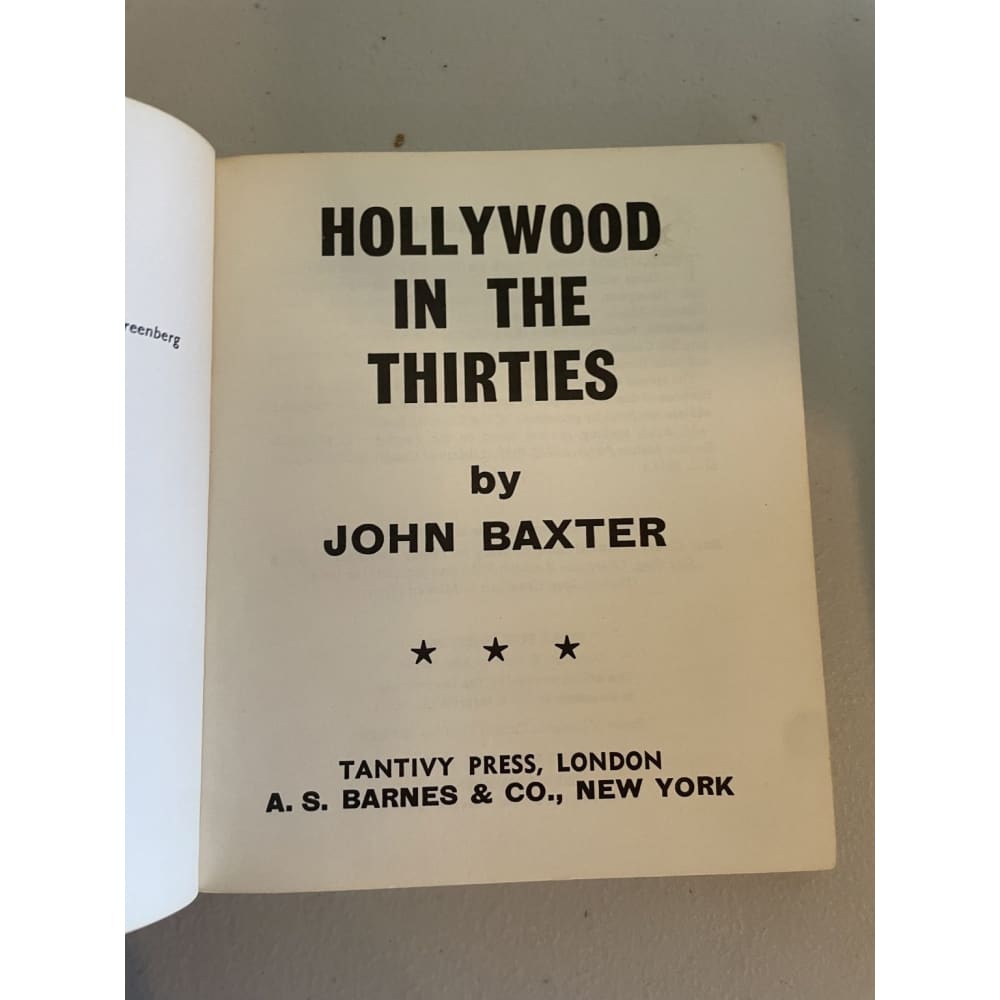 reenberg
HOLLYWOOD
IN THE
THIRTIES
by
JOHN BAXTER
★ ★ ★
TANTIVY PRESS, LONDON
A. S. BARNES & CO., NEW YORK